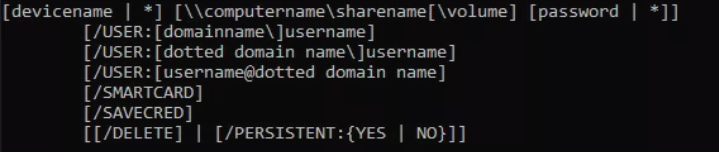 [devicename | *] [\\computername\sharename[\volume] [password | *]]
[/USER:[domainname\]username]
[/USER:[dotted domain name\]username]
[/USER:[username@dotted domain name]
[/SMARTCARD]
[/SAVECRED]
[[/DELETE] | [/PERSISTENT:{YES | NO}]]